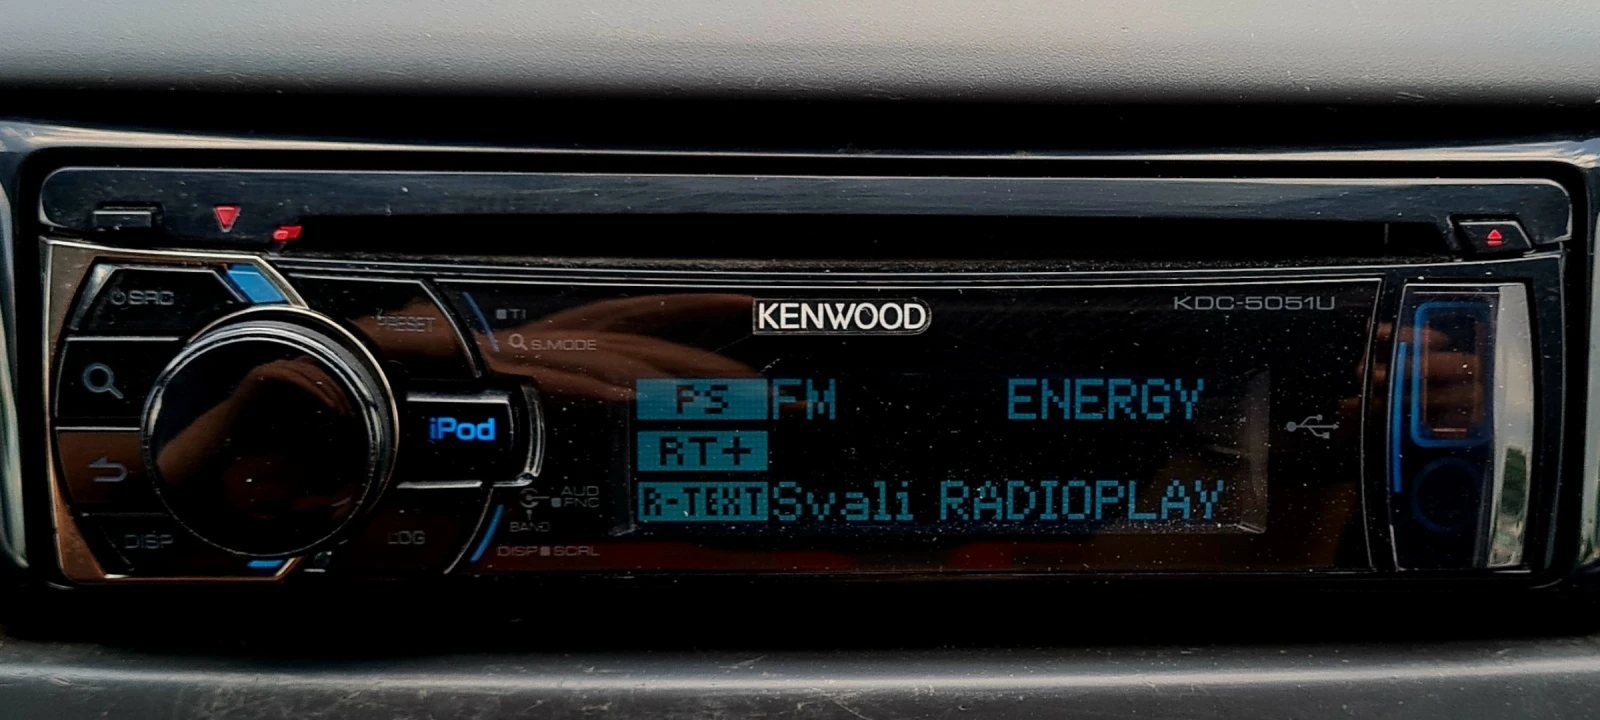 SRC
PRESET
TI
S.MODE
KENWOOD
KDC-5051U
iPod
PS FM ENERGY
RT+
R-TEXT Svali RADIOPLAY
AUD
FNC
BAND
DISP
LOG
DISP SCRL